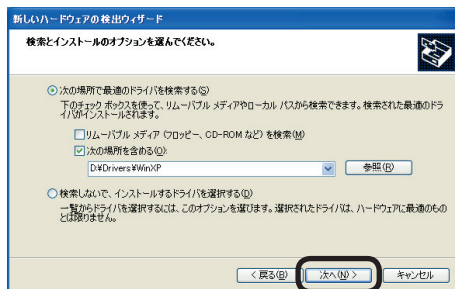 新しいハードウェアの検出ウィザード
検索とインストールのオプションを選んでください。
次の場所で最適のドライバを検索する(S)
下のチェック ボックスを使って、リムーバブル メディアやローカル パスから検索できます。検索された最適のドラ
イバがインストールされます。
リムーバブル メディア (フロッピー、CD-ROM など) を検索(M)
次の場所を含める(O):
D:¥Drivers¥WinXP
参照(R)
検索しないで、インストールするドライバを選択する(D)
一覧からドライバを選択するには、このオプションを選びます。選択されたドライバは、ハードウェアに最適のもの
とは限りません。
< 戻る(B)
次へ(N) >
キャンセル